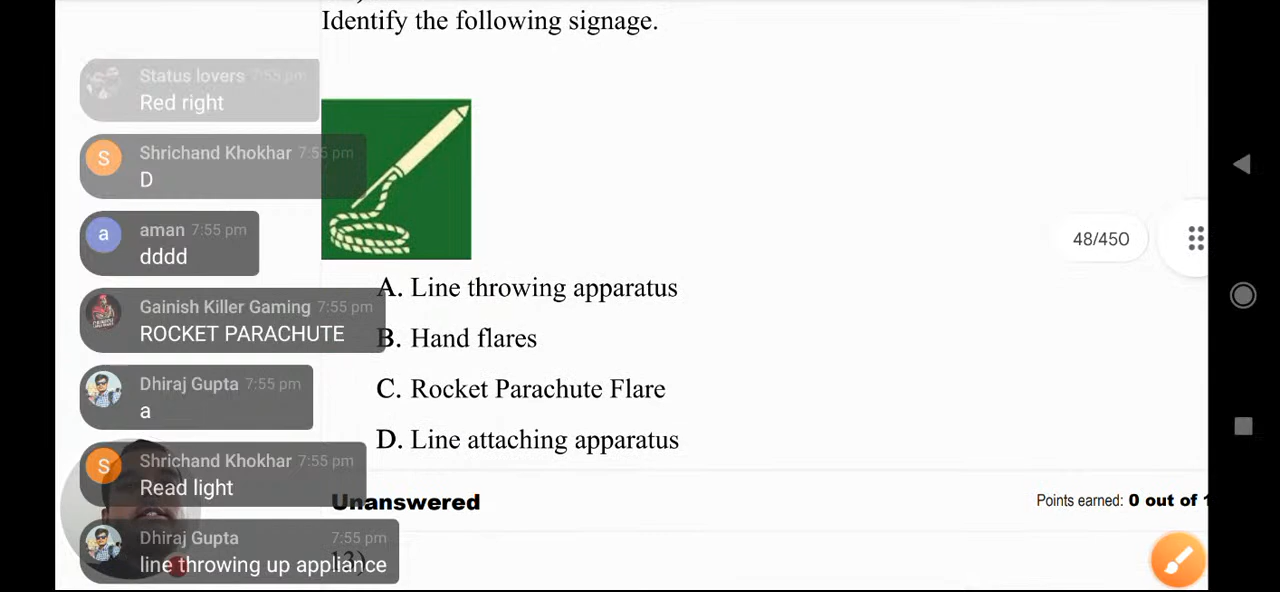 Identify the following signage.
Status lovers 7:55 pm
Red right
Shrichand Khokhar 7:55 pm
D
aman 7:55 pm
dddd
Gainish Killer Gaming 7:55 pm
ROCKET PARACHUTE
Dhiraj Gupta 7:55 pm
a
Shrichand Khokhar 7:55 pm
Read light
Dhiraj Gupta 7:55 pm
line throwing up appliance
48/450
A. Line throwing apparatus
B. Hand flares
C. Rocket Parachute Flare
D. Line attaching apparatus
Unanswered
Points earned: 0 out of 1
13)